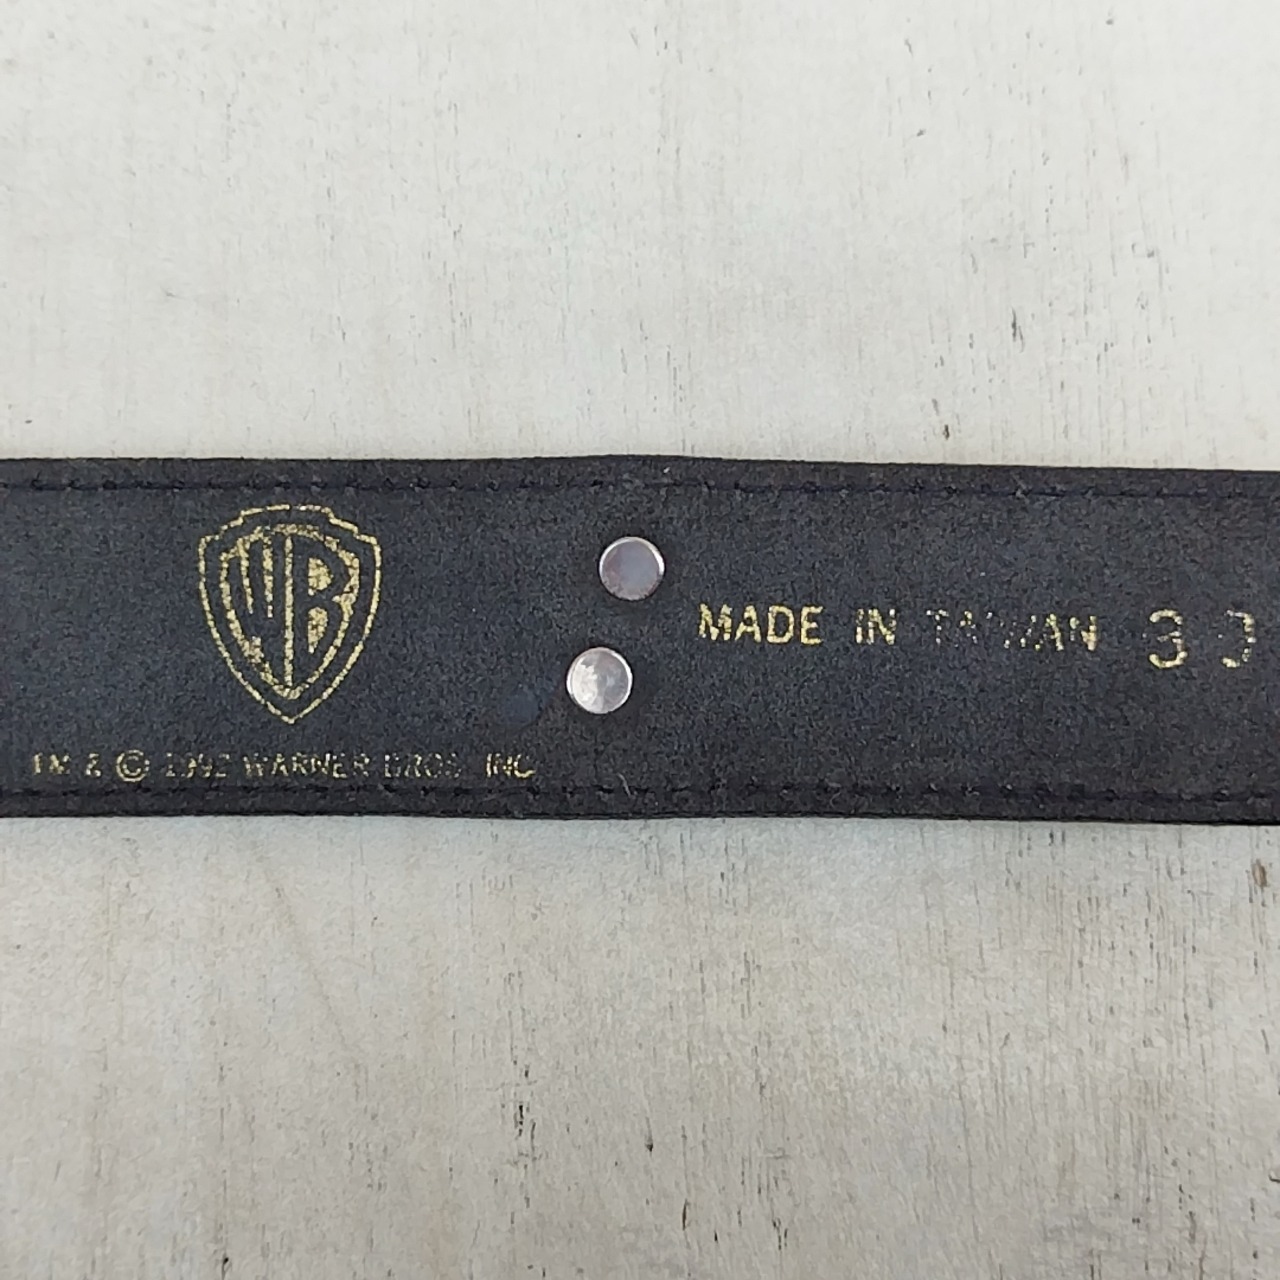 WB
MADE IN TAIWAN 30
TM & © 1992 WARNER BROS. INC.